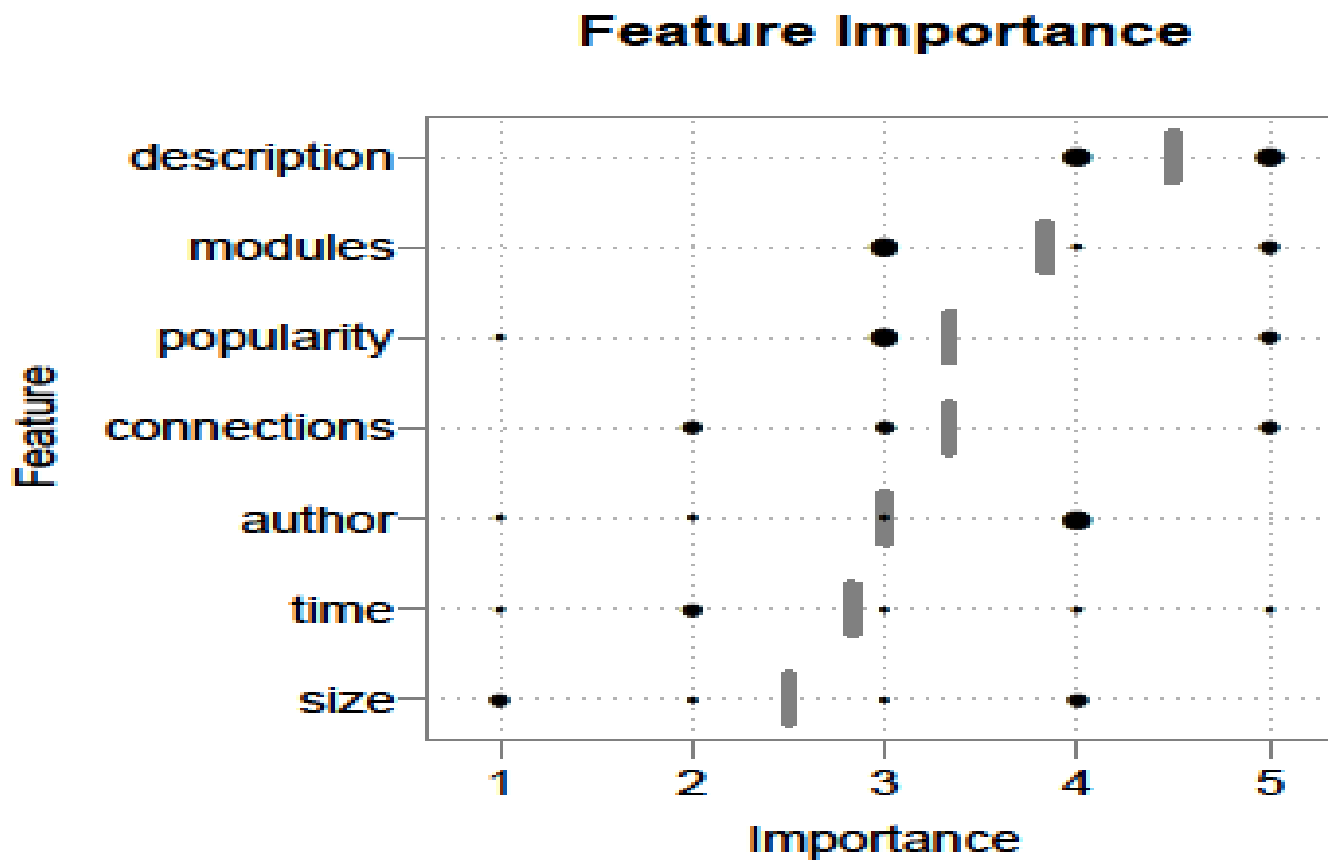 Feature Importance
description
modules
popularity
connections
author
time
size
Feature
1 2 3 4 5
Importance